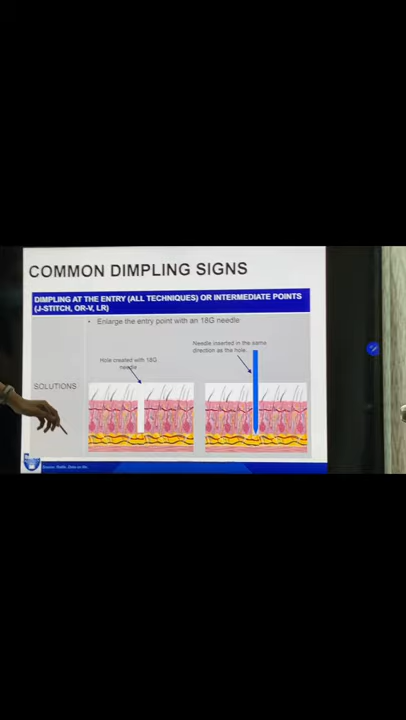 COMMON DIMPLING SIGNS
DIMPLING AT THE ENTRY (ALL TECHNIQUES) OR INTERMEDIATE POINTS
(J-STITCH, OR-V, LR)
• Enlarge the entry point with an 18G needle
Hole created with 18G
needle
Needle inserted in the same
direction as the hole.
SOLUTIONS